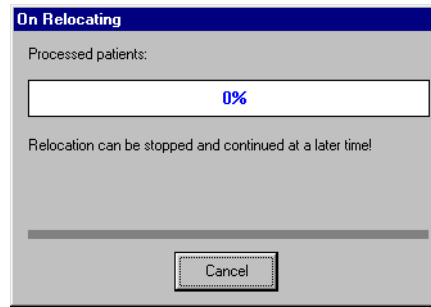 On Relocating
Processed patients:
0%
Relocation can be stopped and continued at a later time!
Cancel